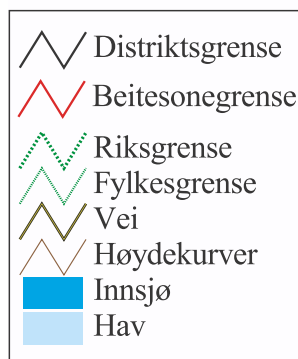 Distriktsgrense
Beitesonegrense
Riksgrense
Fylkesgrense
Vei
Høydekurver
Innsjø
Hav